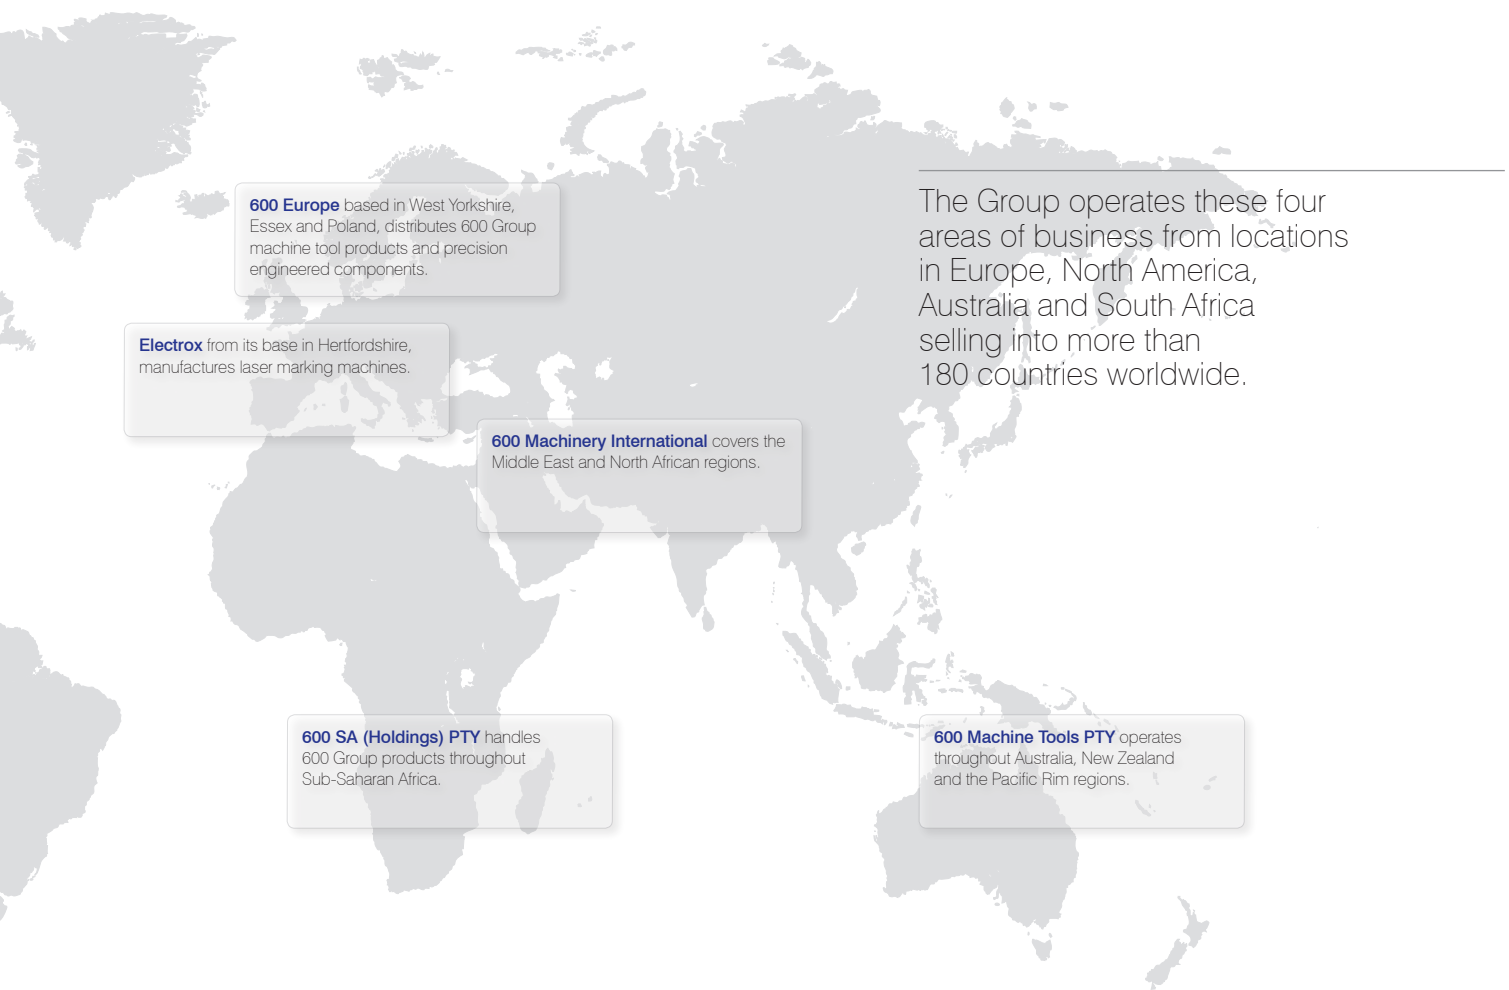 600 Europe based in West Yorkshire,
Essex and Poland, distributes 600 Group
machine tool products and precision
engineered components.
Electrox from its base in Hertfordshire,
manufactures laser marking machines.
600 Machinery International covers the
Middle East and North African regions.
600 SA (Holdings) PTY handles
600 Group products throughout
Sub-Saharan Africa.
The Group operates these four
areas of business from locations
in Europe, North America,
Australia and South Africa
selling into more than
180 countries worldwide.
600 Machine Tools PTY operates
throughout Australia, New Zealand
and the Pacific Rim regions.